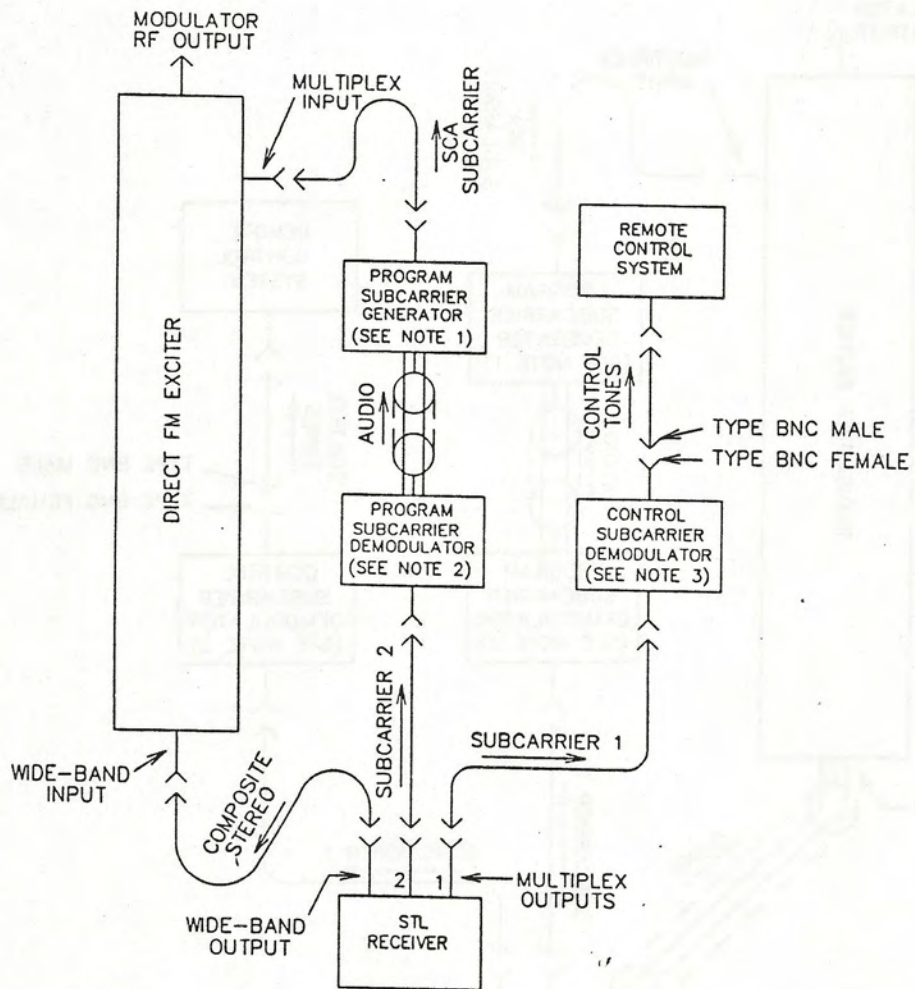 MODULATOR
RF OUTPUT
MULTIPLEX
INPUT
SCA
SUBCARRIER
REMOTE
CONTROL
SYSTEM
PROGRAM
SUBCARRIER
GENERATOR
(SEE NOTE 1)
DIRECT FM EXCITER
AUDIO
CONTROL
TONES
TYPE BNC MALE
TYPE BNC FEMALE
PROGRAM
SUBCARRIER
DEMODULATOR
(SEE NOTE 2)
CONTROL
SUBCARRIER
DEMODULATOR
(SEE NOTE 3)
SUBCARRIER 2
SUBCARRIER 1
WIDE-BAND
INPUT
COMPOSITE
STEREO
2
1
MULTIPLEX
OUTPUTS
WIDE-BAND
OUTPUT
STL
RECEIVER